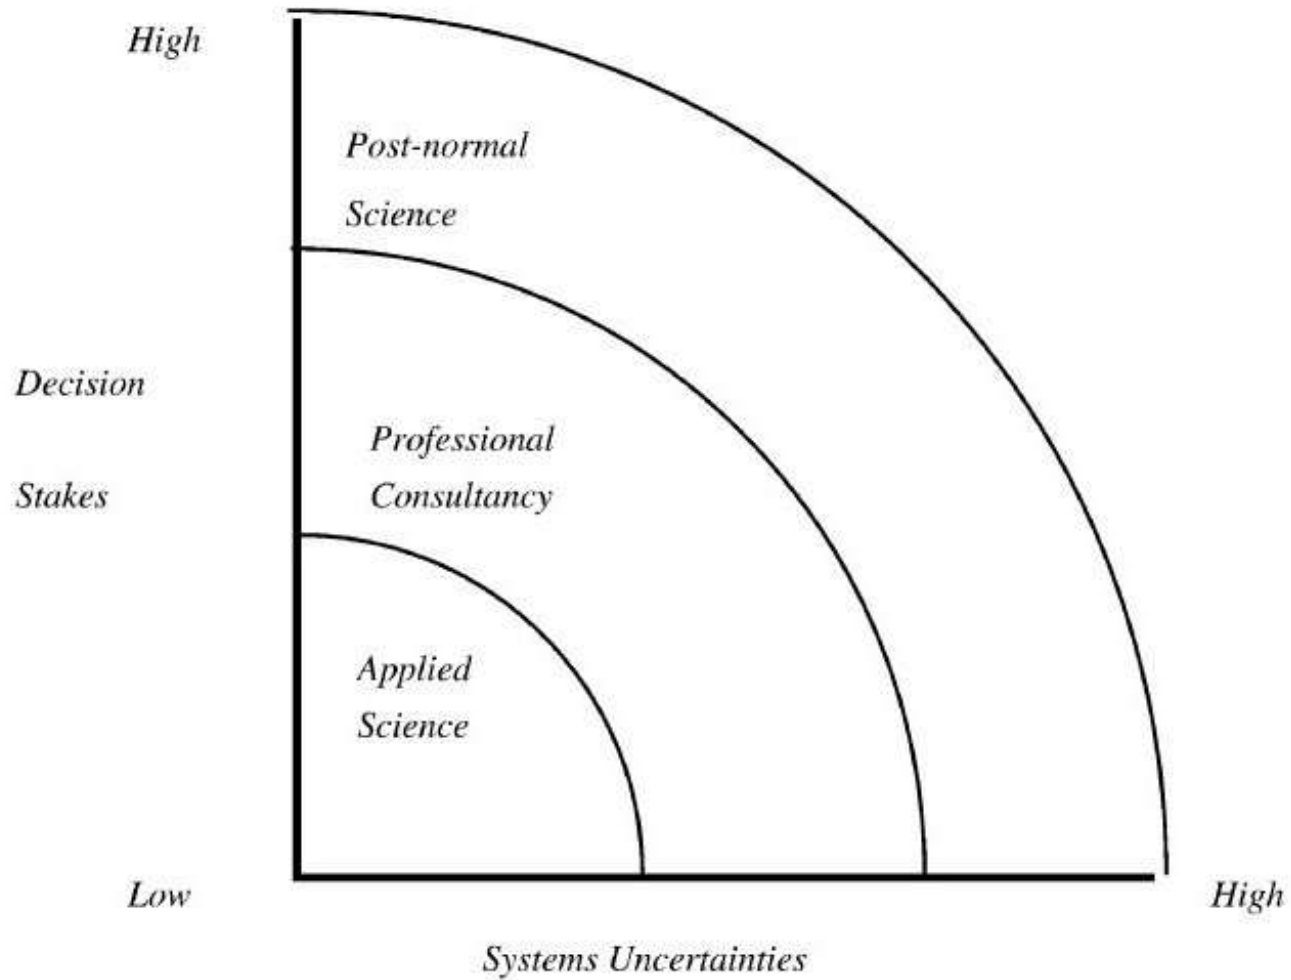 High
Post-normal
Science
Decision
Stakes
Professional
Consultancy
Applied
Science
Low
High
Systems Uncertainties